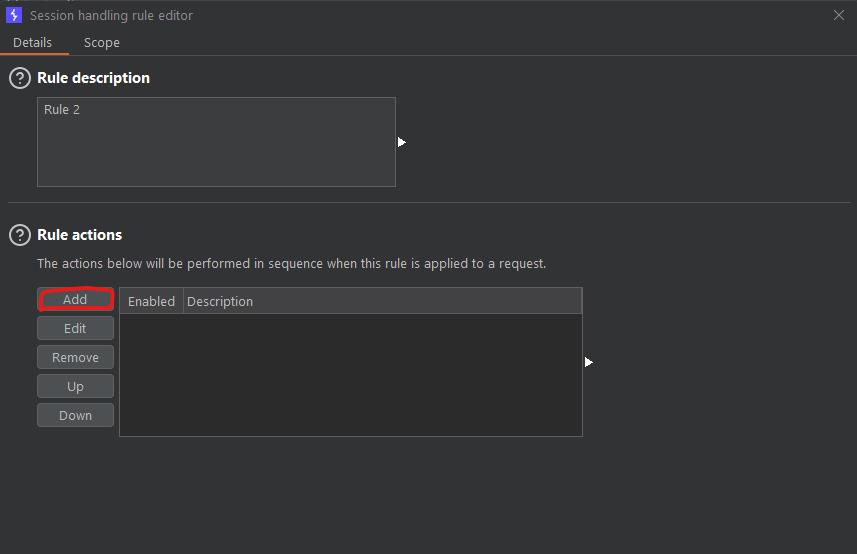 Session handling rule editor
Details Scope
Rule description
Rule 2
Rule actions
The actions below will be performed in sequence when this rule is applied to a request.
Add
Enabled Description
Edit
Remove
Up
Down